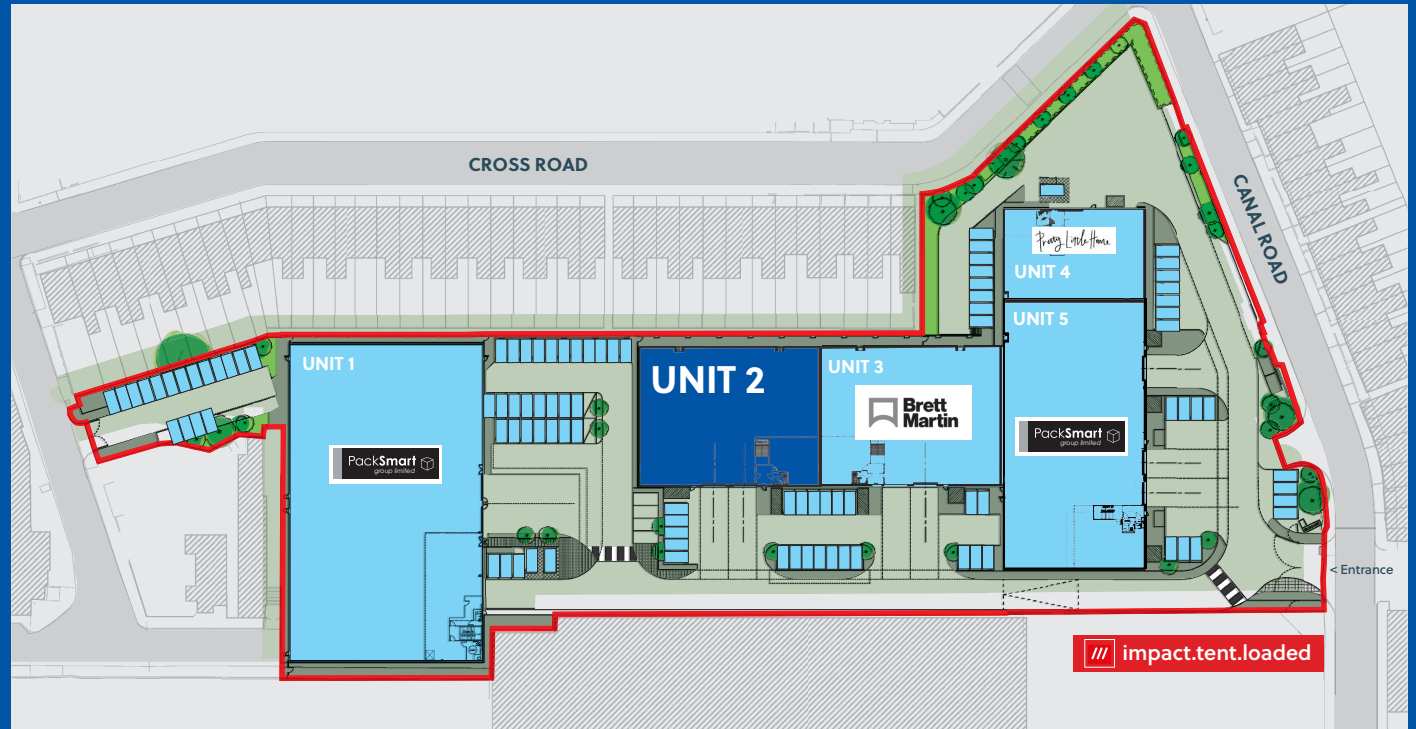 CROSS ROAD
CANAL ROAD
Pretty Little Home
UNIT 4
UNIT 5
UNIT 1
UNIT 2
UNIT 3
Brett
Martin
PackSmart
group limited
PackSmart
group limited
< Entrance
/// impact.tent.loaded